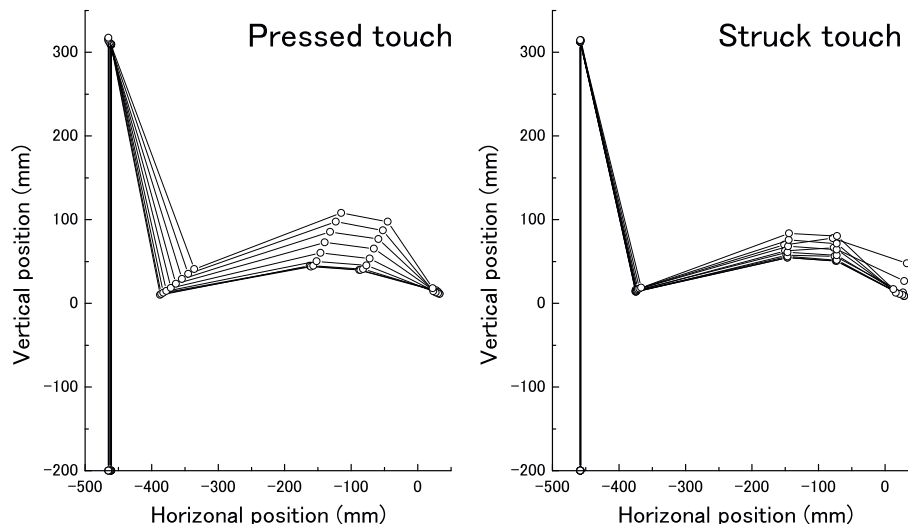 Pressed touch
300
200
100
0
-100
-200
-500 -400 -300 -200 -100 0
Vertical position (mm)
Horizonal position (mm)
Struck touch
300
200
100
0
-100
-200
-500 -400 -300 -200 -100 0
Vertical position (mm)
Horizonal position (mm)